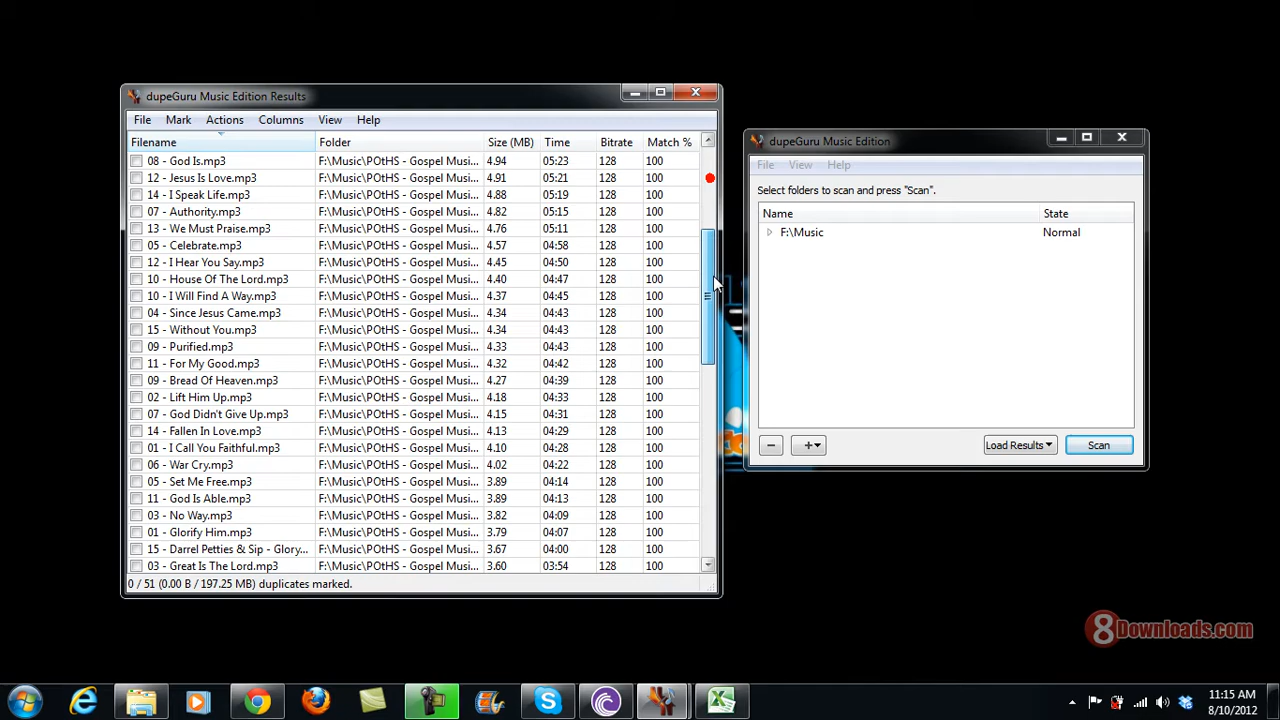 dupeGuru Music Edition Results
File Mark Actions Columns View Help
Filename Folder Size (MB) Time Bitrate Match %
08 - God Is.mp3 F:\Music\POtHS - Gospel Musi... 4.94 05:23 128 100
12 - Jesus Is Love.mp3 F:\Music\POtHS - Gospel Musi... 4.91 05:21 128 100
14 - I Speak Life.mp3 F:\Music\POtHS - Gospel Musi... 4.88 05:19 128 100
07 - Authority.mp3 F:\Music\POtHS - Gospel Musi... 4.82 05:15 128 100
13 - We Must Praise.mp3 F:\Music\POtHS - Gospel Musi... 4.76 05:11 128 100
05 - Celebrate.mp3 F:\Music\POtHS - Gospel Musi... 4.57 04:58 128 100
12 - I Hear You Say.mp3 F:\Music\POtHS - Gospel Musi... 4.45 04:50 128 100
10 - House Of The Lord.mp3 F:\Music\POtHS - Gospel Musi... 4.40 04:47 128 100
10 - I Will Find A Way.mp3 F:\Music\POtHS - Gospel Musi... 4.37 04:45 128 100
04 - Since Jesus Came.mp3 F:\Music\POtHS - Gospel Musi... 4.34 04:43 128 100
15 - Without You.mp3 F:\Music\POtHS - Gospel Musi... 4.34 04:43 128 100
09 - Purified.mp3 F:\Music\POtHS - Gospel Musi... 4.33 04:43 128 100
11 - For My Good.mp3 F:\Music\POtHS - Gospel Musi... 4.32 04:42 128 100
09 - Bread Of Heaven.mp3 F:\Music\POtHS - Gospel Musi... 4.27 04:39 128 100
02 - Lift Him Up.mp3 F:\Music\POtHS - Gospel Musi... 4.18 04:33 128 100
07 - God Didn't Give Up.mp3 F:\Music\POtHS - Gospel Musi... 4.15 04:31 128 100
14 - Fallen In Love.mp3 F:\Music\POtHS - Gospel Musi... 4.13 04:29 128 100
01 - I Call You Faithful.mp3 F:\Music\POtHS - Gospel Musi... 4.10 04:28 128 100
06 - War Cry.mp3 F:\Music\POtHS - Gospel Musi... 4.02 04:22 128 100
05 - Set Me Free.mp3 F:\Music\POtHS - Gospel Musi... 3.89 04:14 128 100
11 - God Is Able.mp3 F:\Music\POtHS - Gospel Musi... 3.89 04:13 128 100
03 - No Way.mp3 F:\Music\POtHS - Gospel Musi... 3.82 04:09 128 100
01 - Glorify Him.mp3 F:\Music\POtHS - Gospel Musi... 3.79 04:07 128 100
15 - Darrel Petties & Sip - Glory... F:\Music\POtHS - Gospel Musi... 3.67 04:00 128 100
03 - Great Is The Lord.mp3 F:\Music\POtHS - Gospel Musi... 3.60 03:54 128 100
0 / 51 (0.00 B / 197.25 MB) duplicates marked.
dupeGuru Music Edition
File View Help
Select folders to scan and press "Scan".
Name State
F:\Music Normal
Load Results Scan
8Downloads.com
11:15 AM
8/10/2012